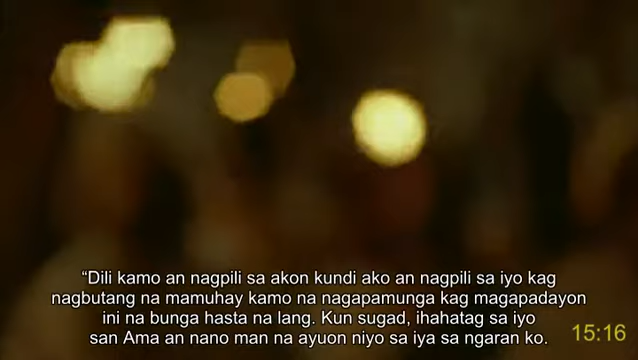 “Dili kamo an nagpili sa akon kundi ako an nagpili sa iyo kag
nagbutang na mamuhay kamo na nagapamunga kag magapadayon
ini na bunga hasta na lang. Kun sugad, ihahatag sa iyo
san Ama an nano man na ayuon niyo sa iya sa ngaran ko.
15:16